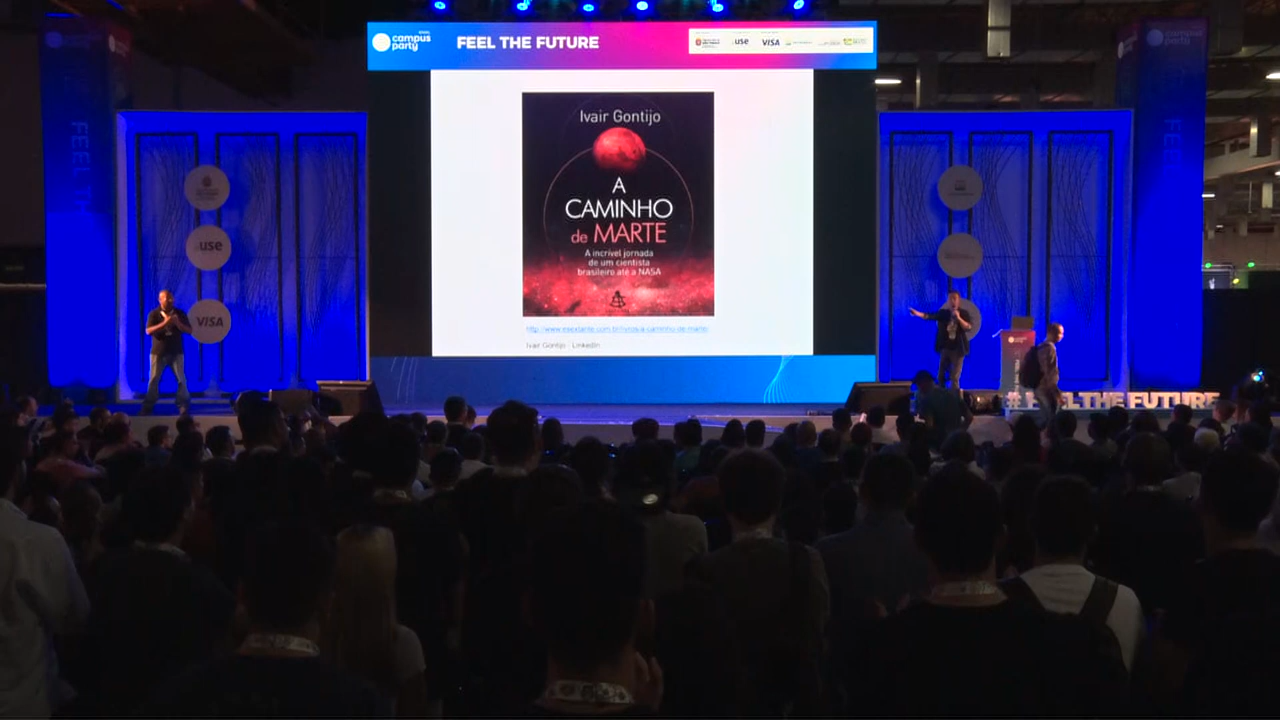 campus
party
FEEL THE FUTURE
.use
VISA
Ivair Gontijo
A
CAMINHO
de MARTE
A incrível jornada
de um cientista
brasileiro até a NASA
Ivair Gontijo - LinkedIn
use
VISA
# FEEL THE FUTURE